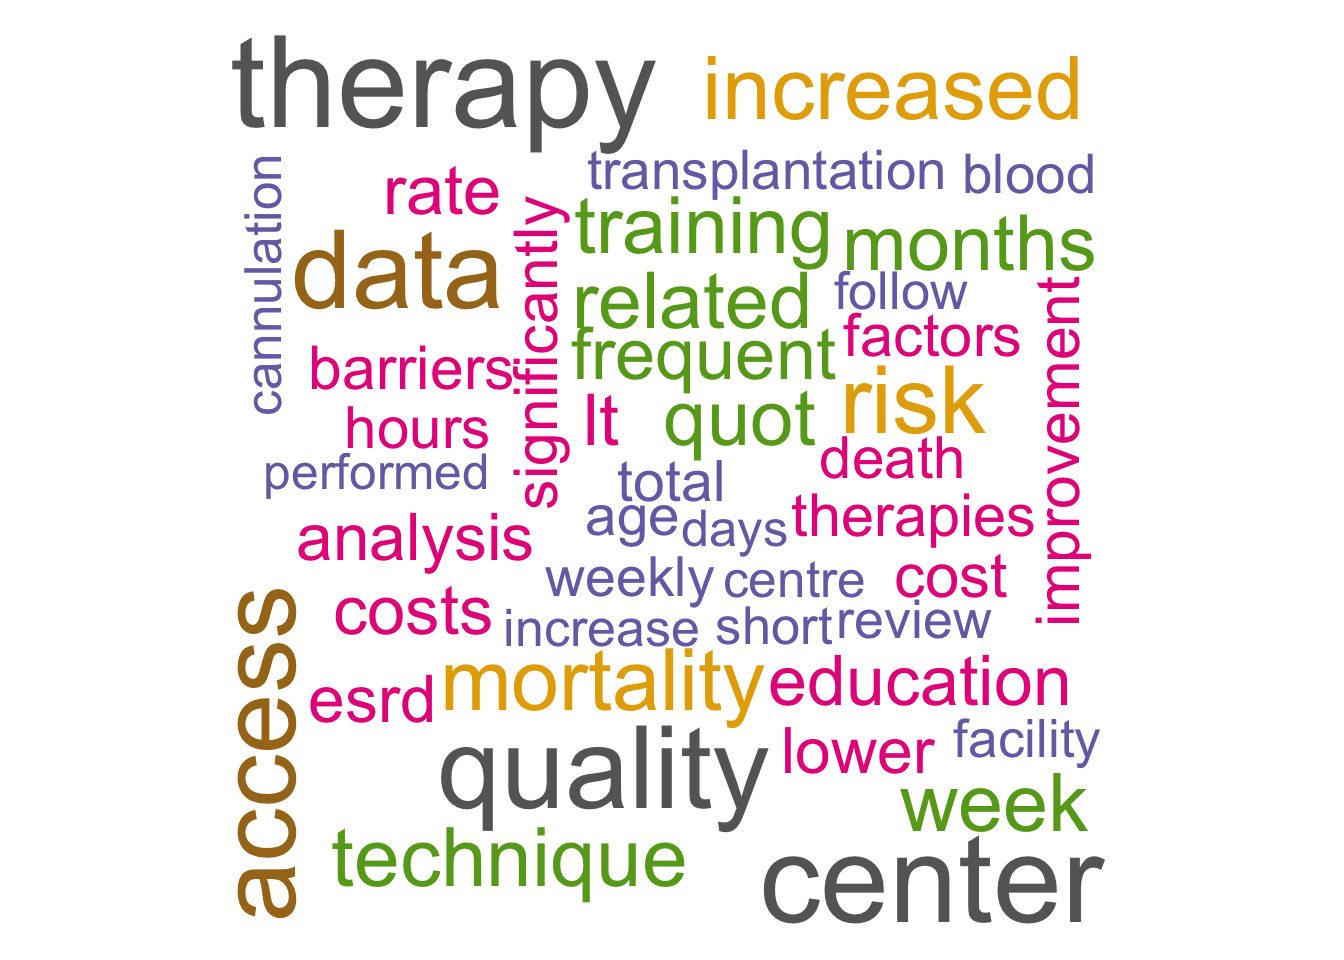 therapy
increased
transplantation
blood
cannulation
rate
significantly
training
months
data
related
follow
improvement
factors
frequent
barriers
risk
hours
lt
quot
death
performed
total
age
days
therapies
analysis
weekly
centre
cost
access
costs
increase
short
review
esrd
mortality
education
quality
lower
facility
week
technique
center